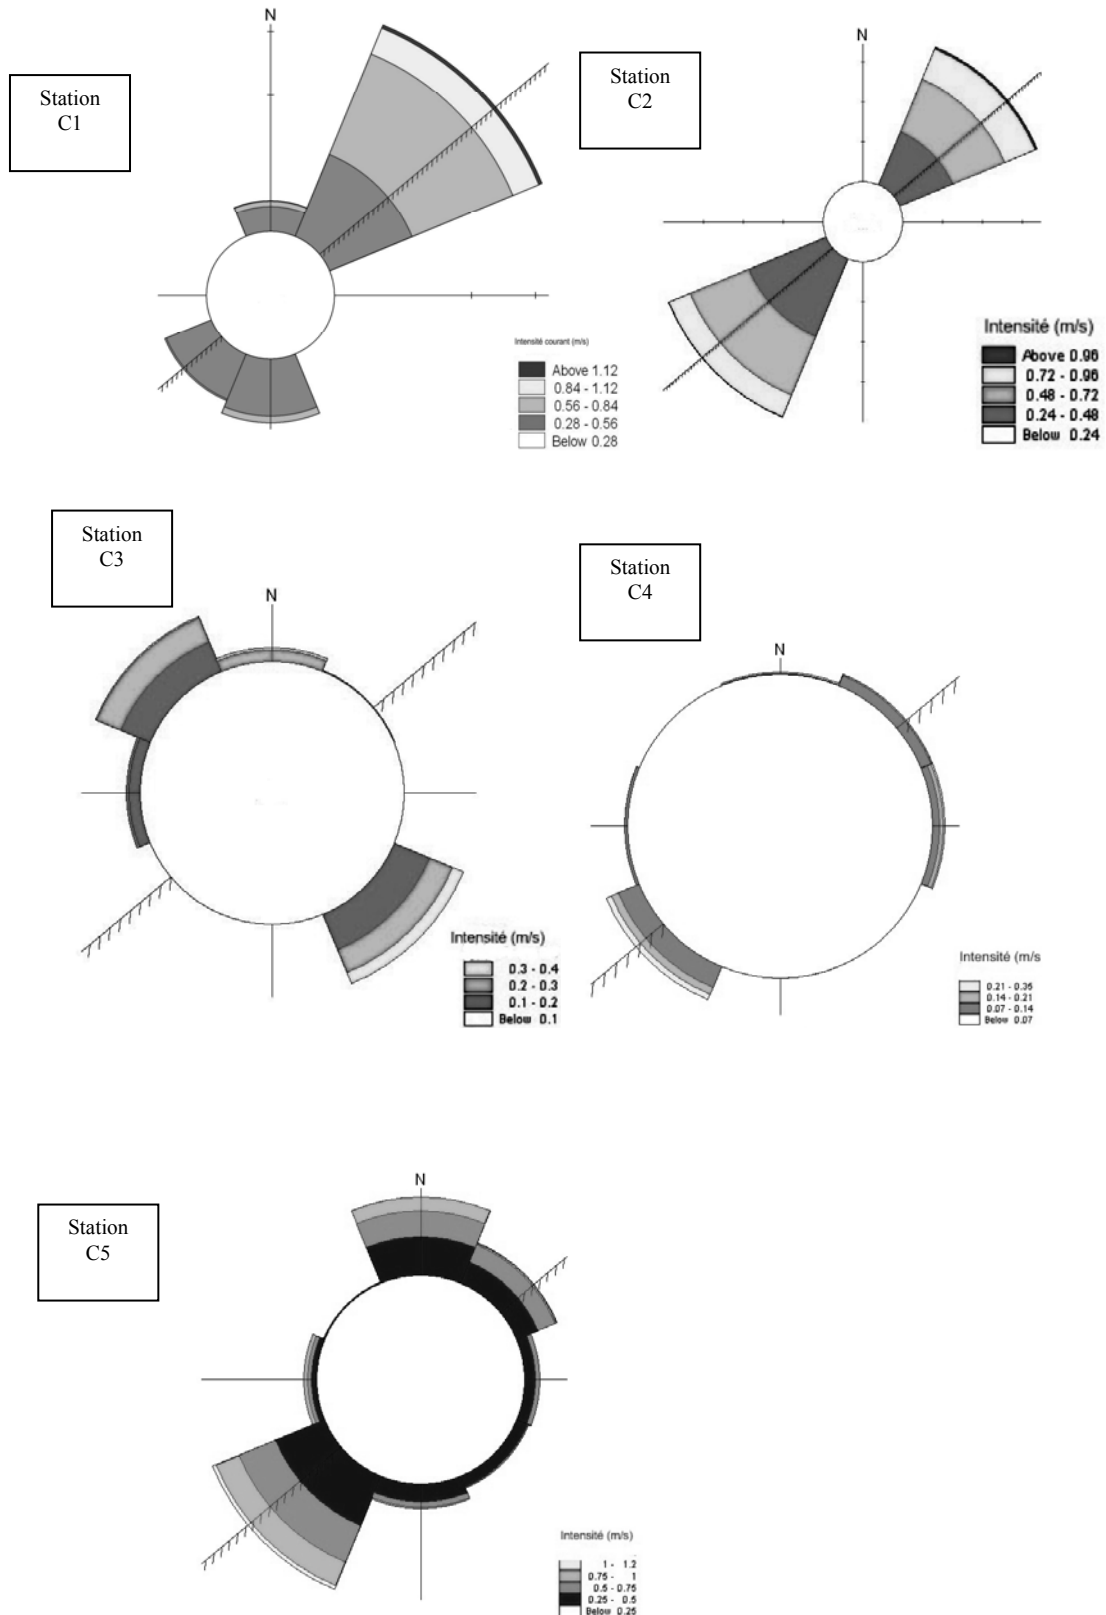 N
Station
C1
Intensité courant (m/s)
Above 1.12
0.84 - 1.12
0.56 - 0.84
0.28 - 0.56
Below 0.28
N
Station
C2
Intensité (m/s)
Above 0.96
0.72 - 0.96
0.48 - 0.72
0.24 - 0.48
Below 0.24
Station
C3
N
Intensité (m/s)
0.3 - 0.4
0.2 - 0.3
0.1 - 0.2
Below 0.1
Station
C4
N
Intensité (m/s
0.21 - 0.35
0.14 - 0.21
0.07 - 0.14
Below 0.07
Station
C5
N
Intensité (m/s)
1 - 1.2
0.75 - 1
0.5 - 0.75
0.25 - 0.5
Below 0.25